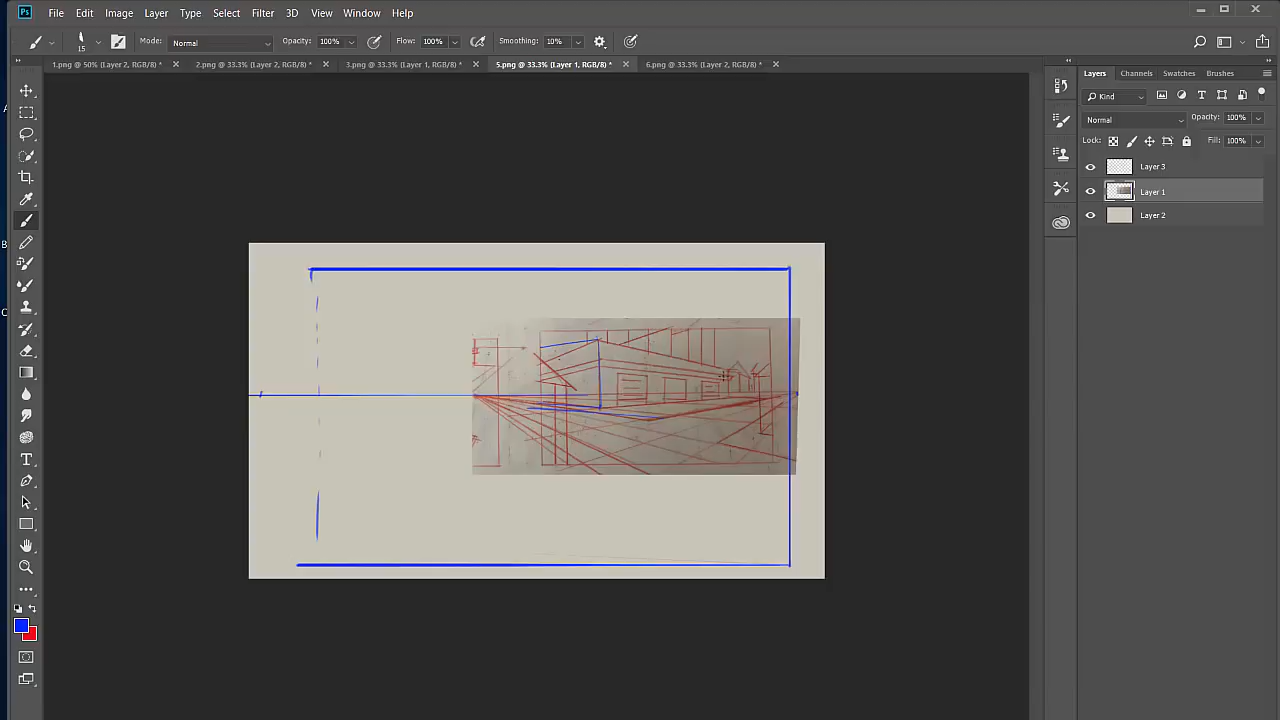 Ps File Edit Image Layer Type Select Filter 3D View Window Help
15 Mode: Normal Opacity: 100% Flow: 100% Smoothing: 10%
1.png @ 50% (Layer 2, RGB/8) * 2.png @ 33.3% (Layer 2, RGB/8) * 3.png @ 33.3% (Layer 1, RGB/8) * 5.png @ 33.3% (Layer 1, RGB/8) * 6.png @ 33.3% (Layer 2, RGB/8) *
Layers Channels Swatches Brushes
Kind
Normal Opacity: 100%
Lock: Fill: 100%
Layer 3
Layer 1
Layer 2